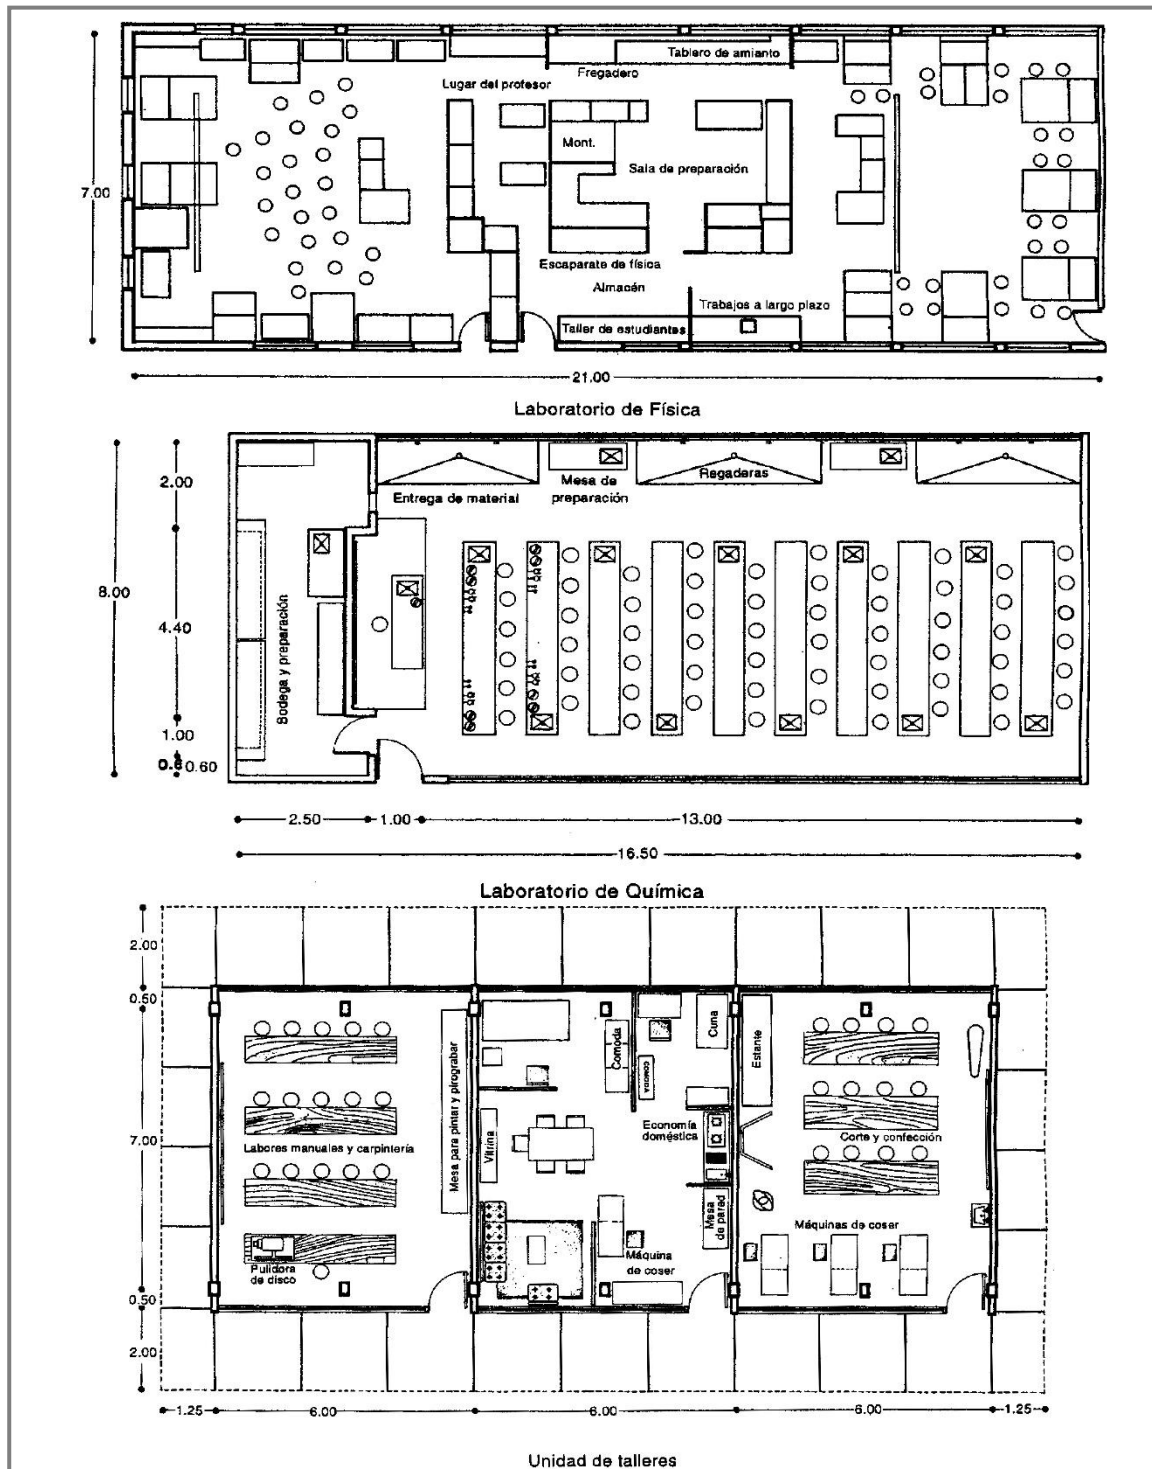 Tablero de amianto
Fregadero
Lugar del profesor
Mont.
Sala de preparación
7.00
Escaparate de física
Almacén
Trabajos a largo plazo
Taller de estudiantes
21.00
Laboratorio de Física
2.00
Regaderas
Mesa de
preparación
Entrega de material
8.00
4.40
Bodega y preparación
1.00
0.6 0.60
2.50
1.00
13.00
16.50
Laboratorio de Química
2.00
0.50
Cuna
Comoda
COMODA
Estante
Mesa para pintar y pirograbar
Vitrina
Economía
doméstica
7.00
Labores manuales y carpintería
Corte y confección
Mesa
de pared
Máquinas de coser
Máquina
de coser
Pulidora
de disco
0.50
2.00
1.25
6.00
6.00
6.00
1.25
Unidad de talleres